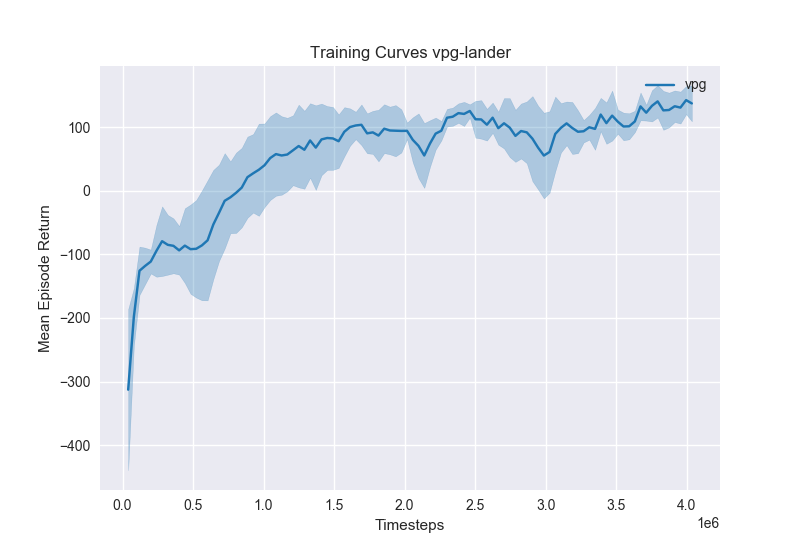 Training Curves vpg-lander
vpg
100
0
−100
−200
−300
−400
Mean Episode Return
0.0 0.5 1.0 1.5 2.0 2.5 3.0 3.5 4.0
1e6
Timesteps